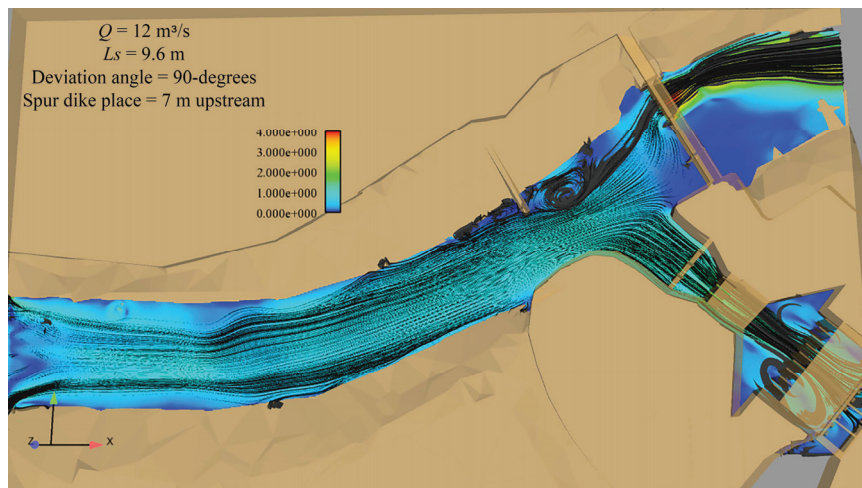 Q = 12 m³/s
Ls = 9.6 m
Deviation angle = 90-degrees
Spur dike place = 7 m upstream
4.000e+000
3.000e+000
2.000e+000
1.000e+000
0.000e+000
Z
X